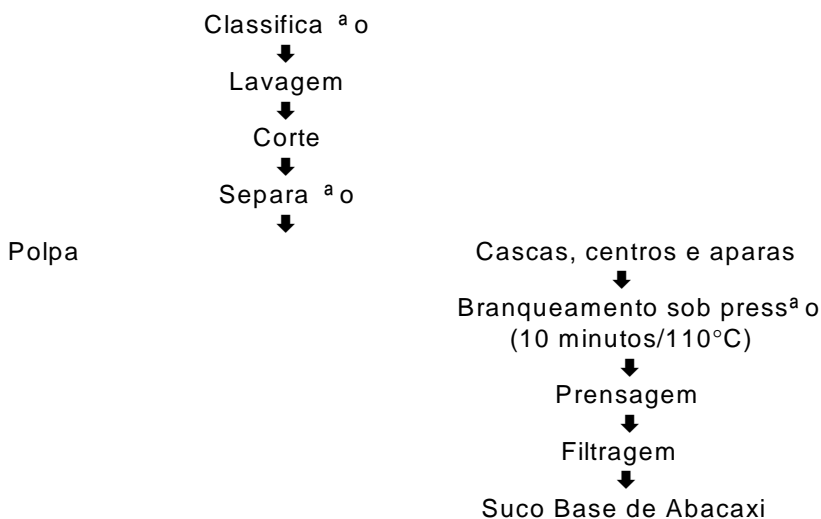 Classifica ª o
Lavagem
Corte
Separa ª o
Polpa
Cascas, centros e aparas
Branqueamento sob pressª o
(10 minutos/110°C)
Prensagem
Filtragem
Suco Base de Abacaxi